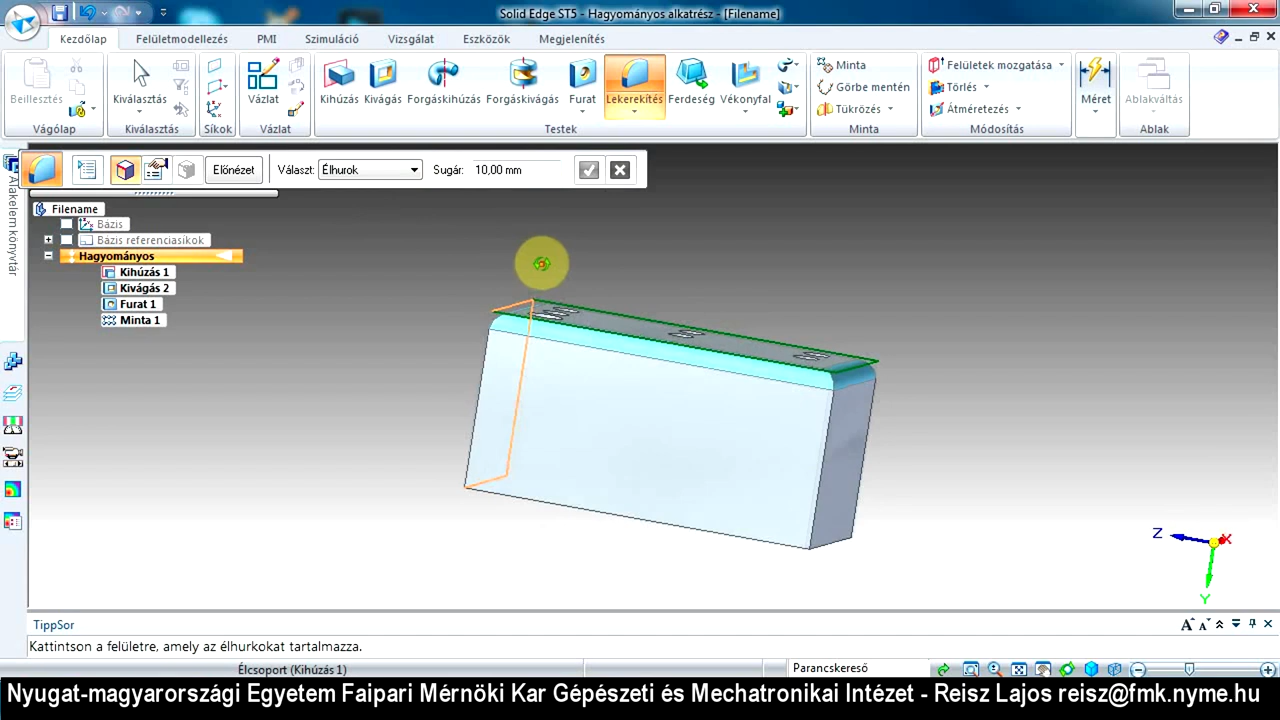 Solid Edge ST5 - Hagyományos alkatrész - [Filename]
Kezdőlap Felületmodellezés PMI Szimuláció Vizsgálat Eszközök Megjelenítés
Beillesztés Kiválasztás Vázlat Kihúzás Kivágás Forgáskihúzás Forgáskivágás Furat Lekerekítés Ferdeség Vékonyfal Minta Görbe mentén Tükrözés Felületek mozgatása Törlés Átméretezés Méret Ablakváltás
Vágólap Kiválasztás Síkok Vázlat Testek Minta Módosítás Ablak
Előnézet Választ: Élhurok Sugár: 10,00 mm
Alakelem könyvtár
Filename
Bázis
Bázis referenciasíkok
Hagyományos
Kihúzás 1
Kivágás 2
Furat 1
Minta 1
Z X
Y
TippSor
Kattintson a felületre, amely az élhurkokat tartalmazza.
Élcsoport (Kihúzás 1) Parancskereső
Nyugat-magyarországi Egyetem Faipari Mérnöki Kar Gépészeti és Mechatronikai Intézet - Reisz Lajos reisz@fmk.nyme.hu